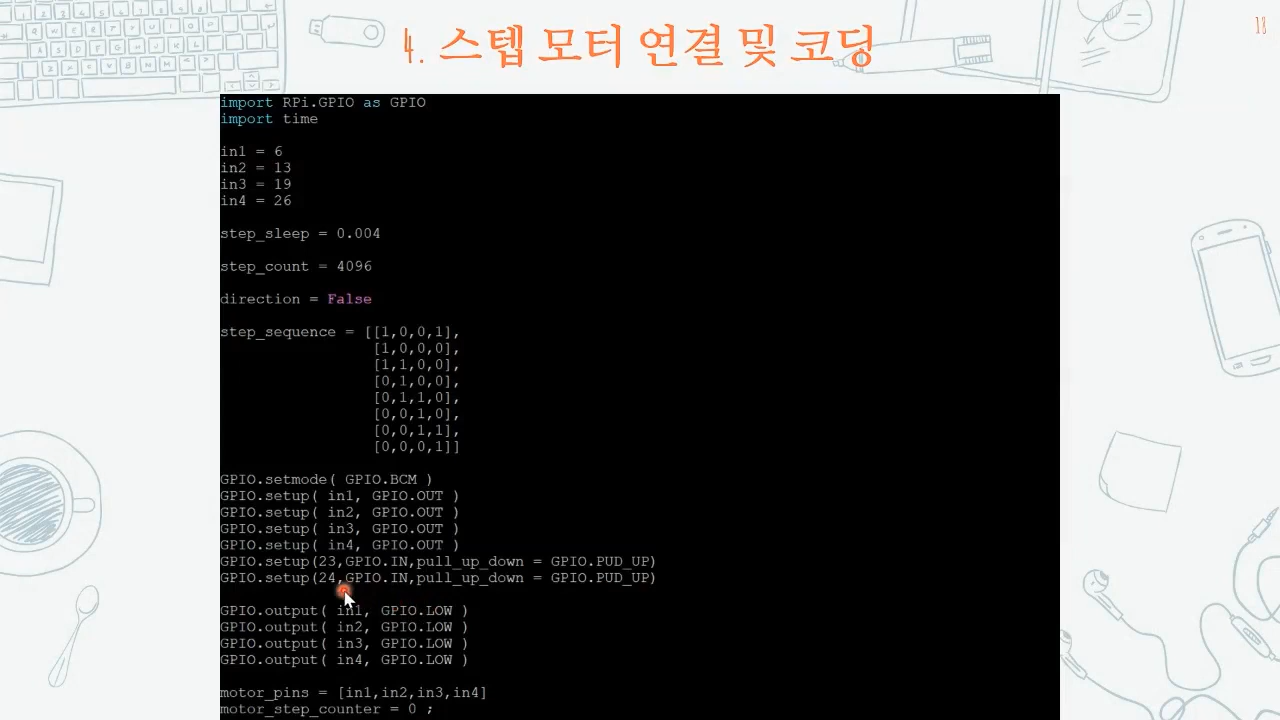 4. 스텝 모터 연결 및 코딩
18
import RPi.GPIO as GPIO
import time
in1 = 6
in2 = 13
in3 = 19
in4 = 26
step_sleep = 0.004
step_count = 4096
direction = False
step_sequence = [[1,0,0,1],
[1,0,0,0],
[1,1,0,0],
[0,1,0,0],
[0,1,1,0],
[0,0,1,0],
[0,0,1,1],
[0,0,0,1]]
GPIO.setmode( GPIO.BCM )
GPIO.setup( in1, GPIO.OUT )
GPIO.setup( in2, GPIO.OUT )
GPIO.setup( in3, GPIO.OUT )
GPIO.setup( in4, GPIO.OUT )
GPIO.setup(23,GPIO.IN,pull_up_down = GPIO.PUD_UP)
GPIO.setup(24,GPIO.IN,pull_up_down = GPIO.PUD_UP)
GPIO.output( in1, GPIO.LOW )
GPIO.output( in2, GPIO.LOW )
GPIO.output( in3, GPIO.LOW )
GPIO.output( in4, GPIO.LOW )
motor_pins = [in1,in2,in3,in4]
motor_step_counter = 0 ;